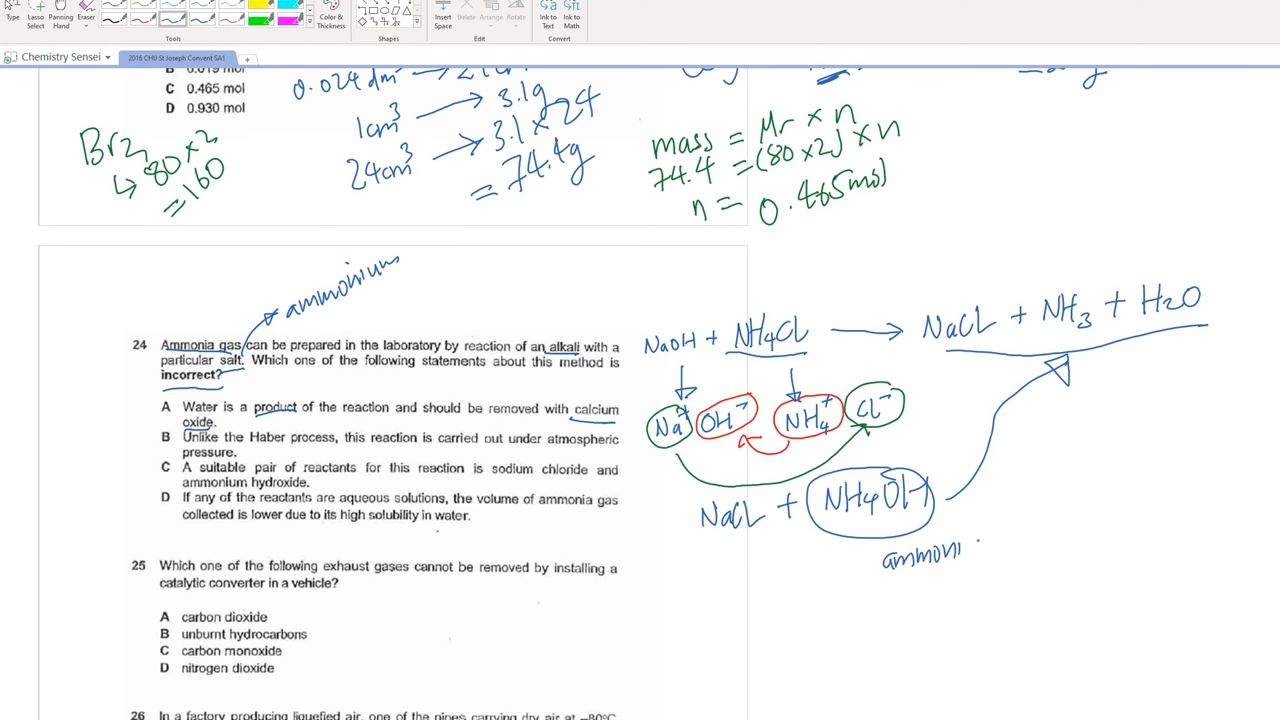 Type
Lasso
Select
Panning
Hand
Eraser
Tools
Color &
Thickness
Shapes
Insert
Space
Delete
Arrange
Rotate
Edit
Ink to
Text
Ink to
Math
Convert
Chemistry Sensei
2016 CHIJ St Joseph Convent SA1
C 0.465 mol
D 0.930 mol
Br2
↳ 80 × 2
= 160
0.024 dm³ →
1cm³ → 3.1g
24cm³ → 3.1 × 24
= 74.4g
mass = Mr × n
74.4 = (80 × 2) × n
n = 0.465mol
ammonium
24 Ammonia gas can be prepared in the laboratory by reaction of an alkali with a
particular salt. Which one of the following statements about this method is
incorrect?
A Water is a product of the reaction and should be removed with calcium
oxide.
B Unlike the Haber process, this reaction is carried out under atmospheric
pressure.
C A suitable pair of reactants for this reaction is sodium chloride and
ammonium hydroxide.
D If any of the reactants are aqueous solutions, the volume of ammonia gas
collected is lower due to its high solubility in water.
NaOH + NH4Cl → NaCl + NH3 + H2O
Na⁺ OH⁻ NH4⁺ Cl⁻
NaCl + NH4OH
ammoni
25 Which one of the following exhaust gases cannot be removed by installing a
catalytic converter in a vehicle?
A carbon dioxide
B unburnt hydrocarbons
C carbon monoxide
D nitrogen dioxide
26 In a factory producing liquefied air, one of the pipes carrying dry air at −80°C